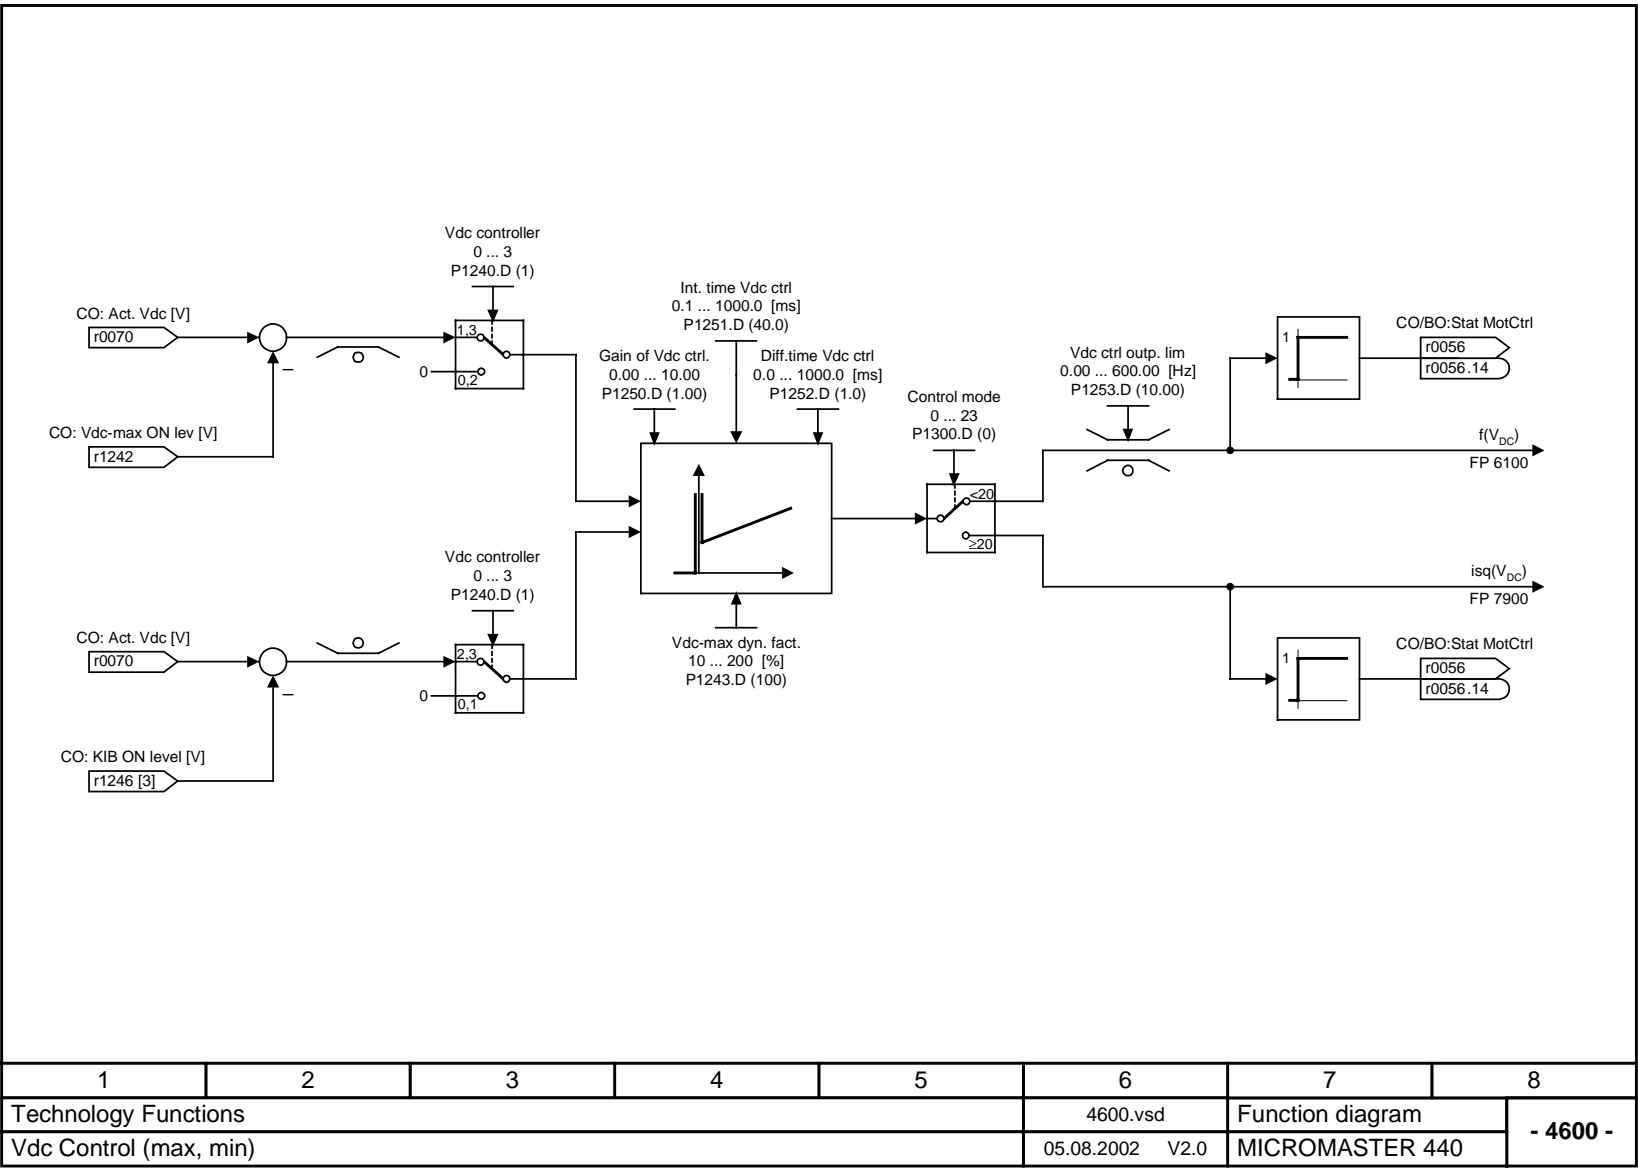 Vdc controller
0 ... 3
P1240.D (1)
CO: Act. Vdc [V]
r0070
–
1,3
0
0,2
CO: Vdc-max ON lev [V]
r1242
Int. time Vdc ctrl
0.1 ... 1000.0 [ms]
P1251.D (40.0)
Gain of Vdc ctrl.
0.00 ... 10.00
P1250.D (1.00)
Diff.time Vdc ctrl
0.0 ... 1000.0 [ms]
P1252.D (1.0)
Control mode
0 ... 23
P1300.D (0)
<20
≥20
Vdc ctrl outp. lim
0.00 ... 600.00 [Hz]
P1253.D (10.00)
1
CO/BO:Stat MotCtrl
r0056
r0056.14
f(VDC)
FP 6100
Vdc controller
0 ... 3
P1240.D (1)
CO: Act. Vdc [V]
r0070
–
2,3
0
0,1
CO: KIB ON level [V]
r1246 [3]
Vdc-max dyn. fact.
10 ... 200 [%]
P1243.D (100)
isq(VDC)
FP 7900
1
CO/BO:Stat MotCtrl
r0056
r0056.14
1 2 3 4 5 6 7 8
Technology Functions 4600.vsd Function diagram
- 4600 -
Vdc Control (max, min) 05.08.2002 V2.0 MICROMASTER 440